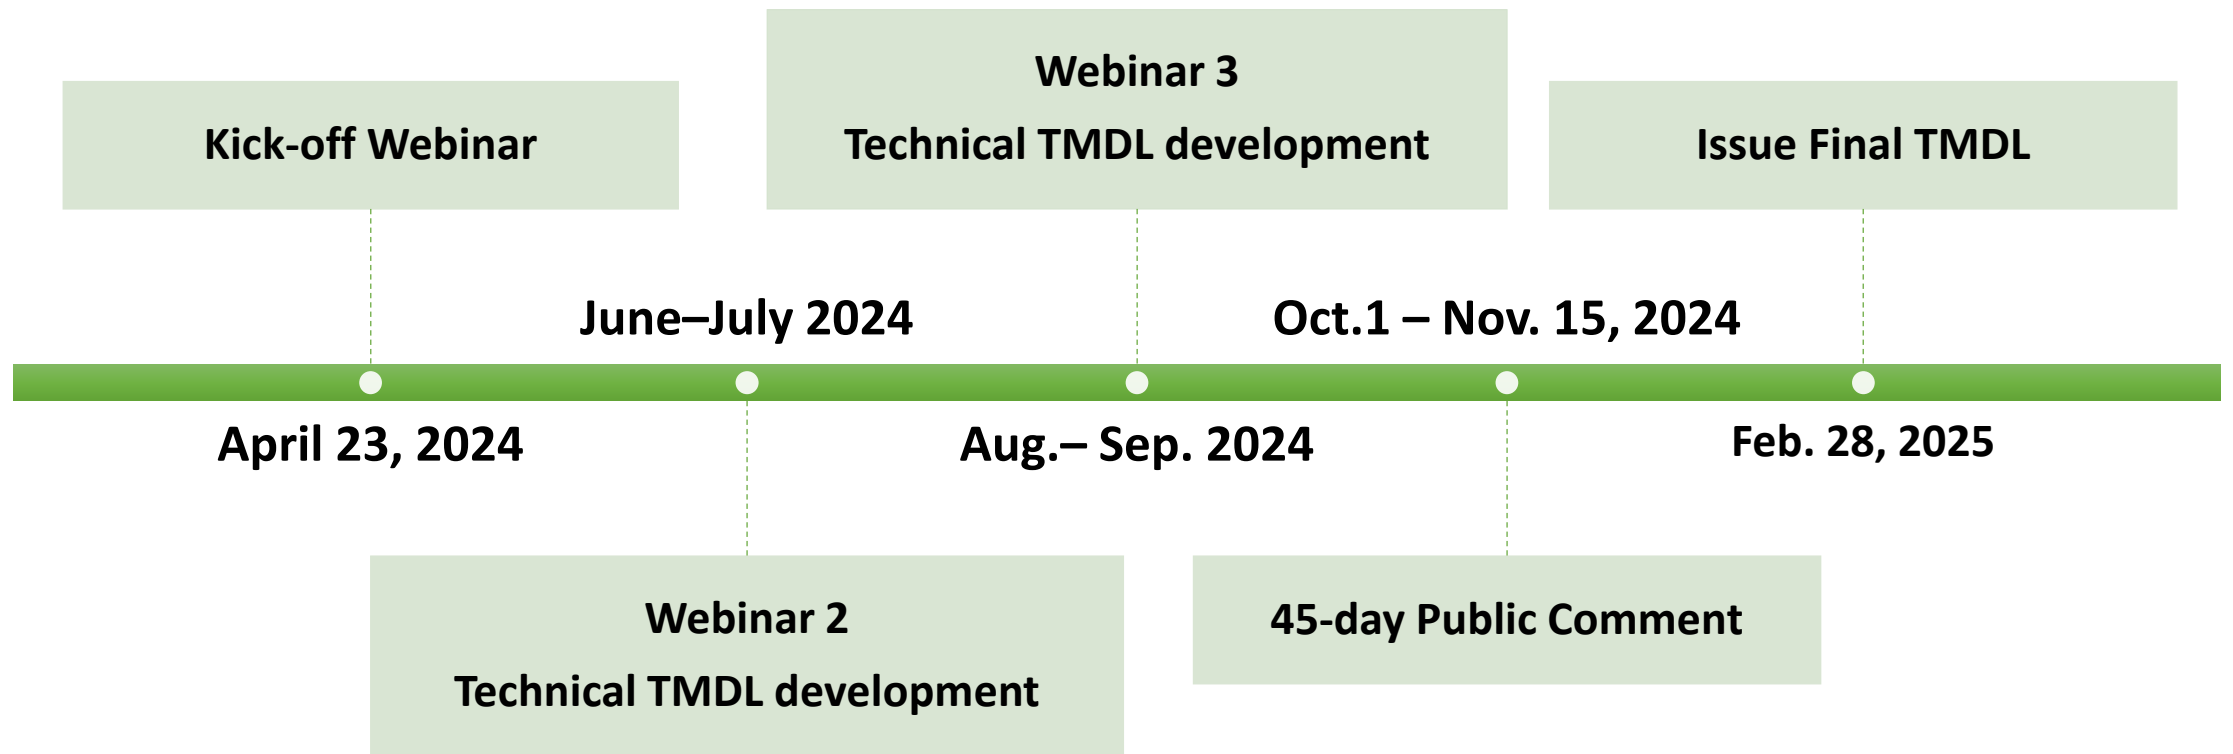 Webinar 3
Technical TMDL development
Kick-off Webinar
Issue Final TMDL
June–July 2024
Oct.1 – Nov. 15, 2024
April 23, 2024
Aug.– Sep. 2024
Feb. 28, 2025
Webinar 2
Technical TMDL development
45-day Public Comment